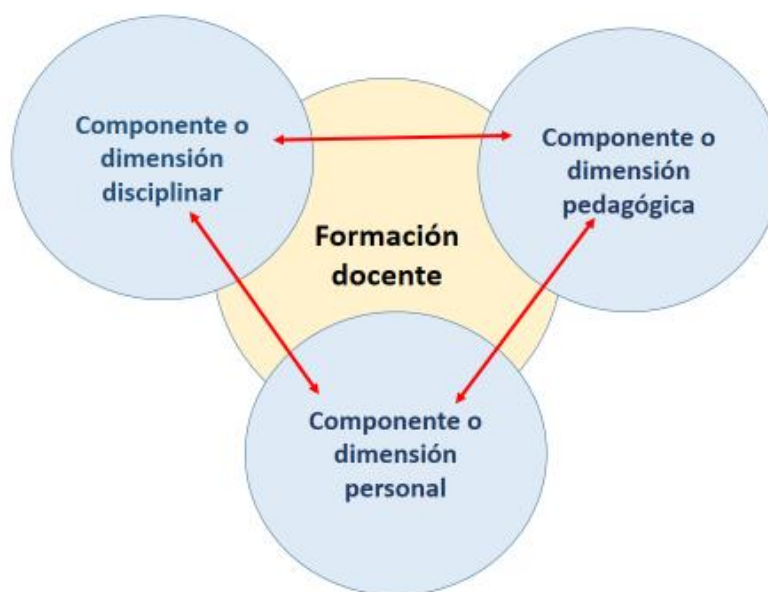 Componente o
dimensión
disciplinar
Componente o
dimensión
pedagógica
Formación
docente
Componente o
dimensión
personal